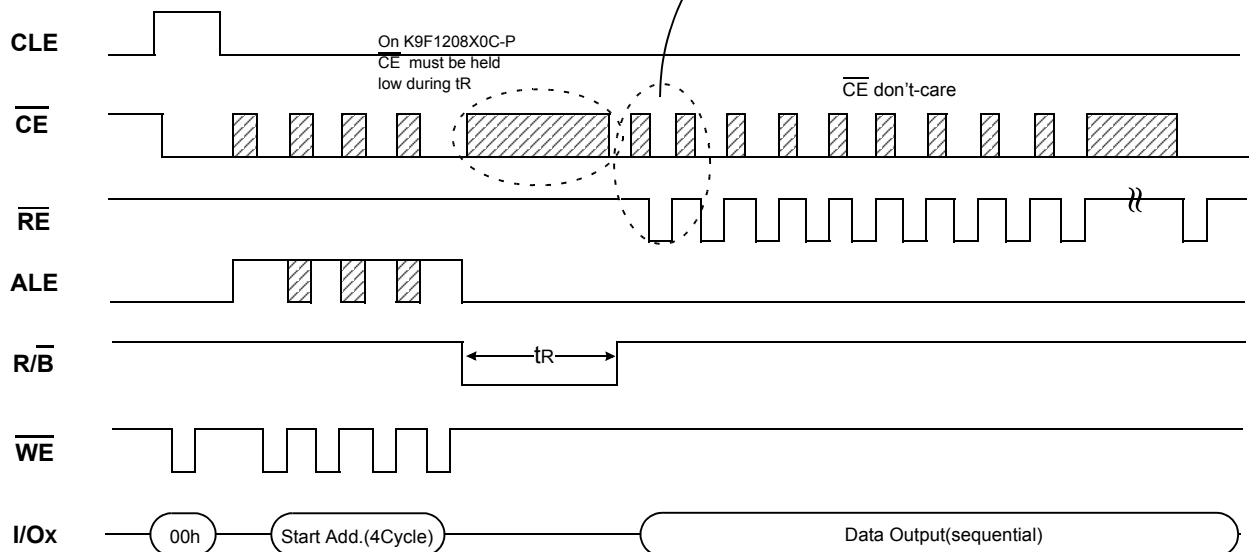 CLE
On K9F1208X0C-P
CE must be held
low during tR
CE don't-care
CE
RE
ALE
R/B
tR
WE
I/Ox
00h
Start Add.(4Cycle)
Data Output(sequential)